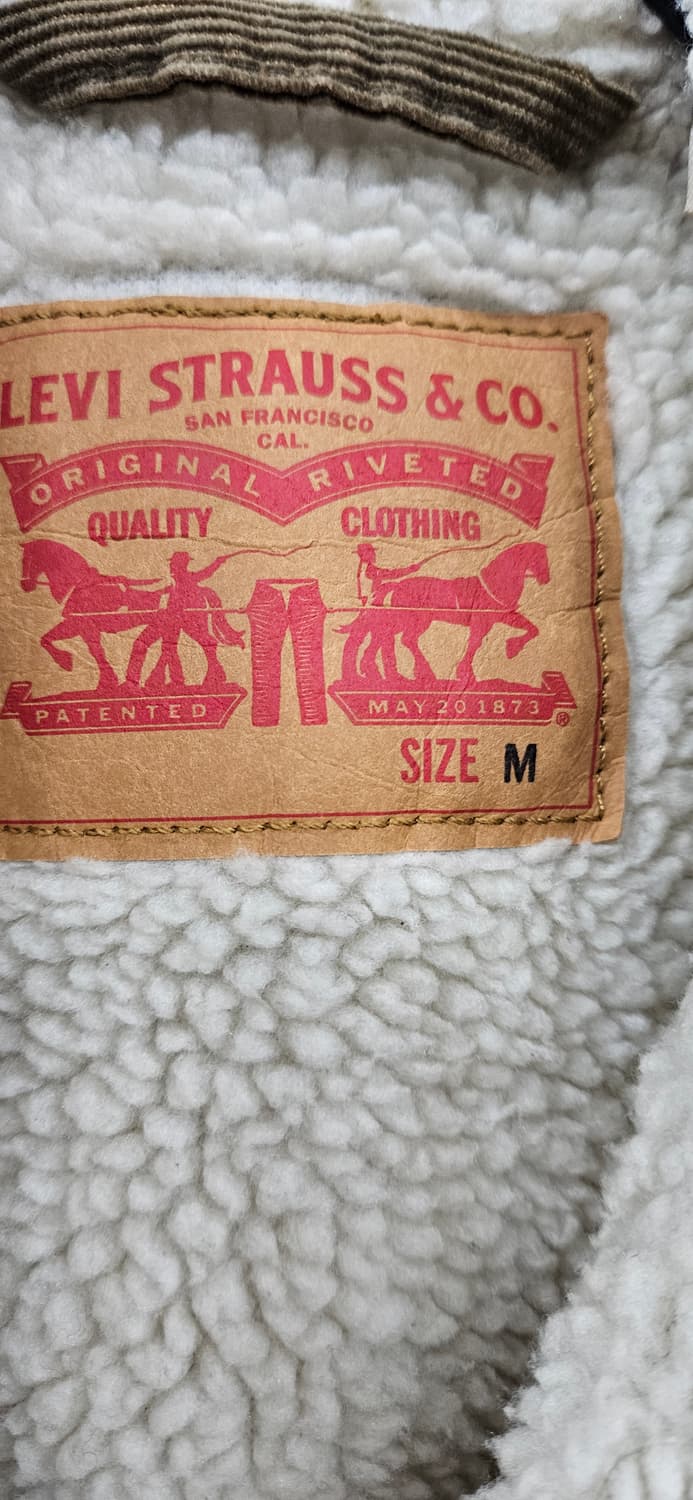 LEVI STRAUSS & CO.
SAN FRANCISCO
CAL.
ORIGINAL RIVETED
QUALITY CLOTHING
PATENTED MAY 20 1873 ®
SIZE M